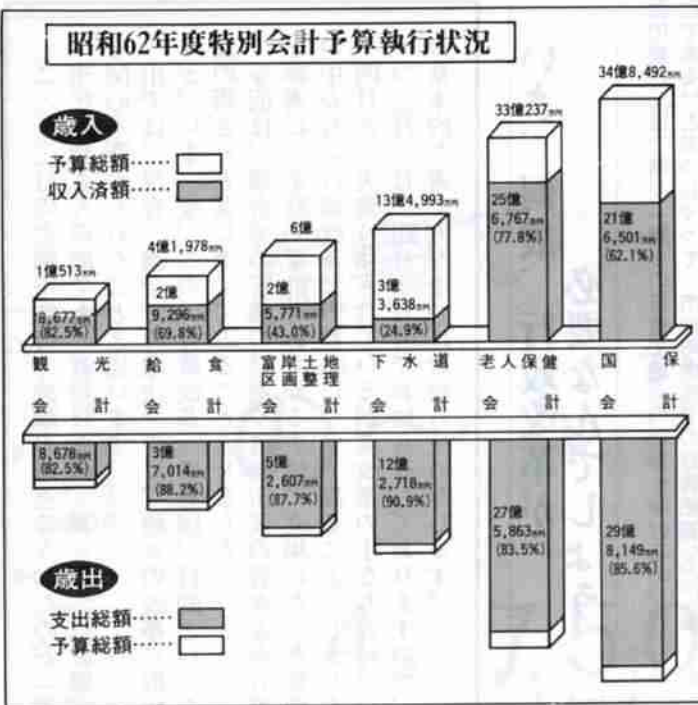 昭和62年度特別会計予算執行状況
歳入
予算総額……
収入済額……
1億513万円
8,677万円
(82.5%)
4億1,978万円
2億
9,296万円
(69.8%)
6億
2億
5,771万円
(43.0%)
13億4,993万円
3億
3,638万円
(24.9%)
33億237万円
25億
6,767万円
(77.8%)
34億8,492万円
21億
6,501万円
(62.1%)
観光会計
給食会計
富岸土地区画整理会計
下水道会計
老人保健会計
国保会計
8,678万円
(82.5%)
3億
7,014万円
(88.2%)
5億
2,607万円
(87.7%)
12億
2,718万円
(90.9%)
27億
5,863万円
(83.5%)
29億
8,149万円
(85.6%)
歳出
支出総額……
予算総額……